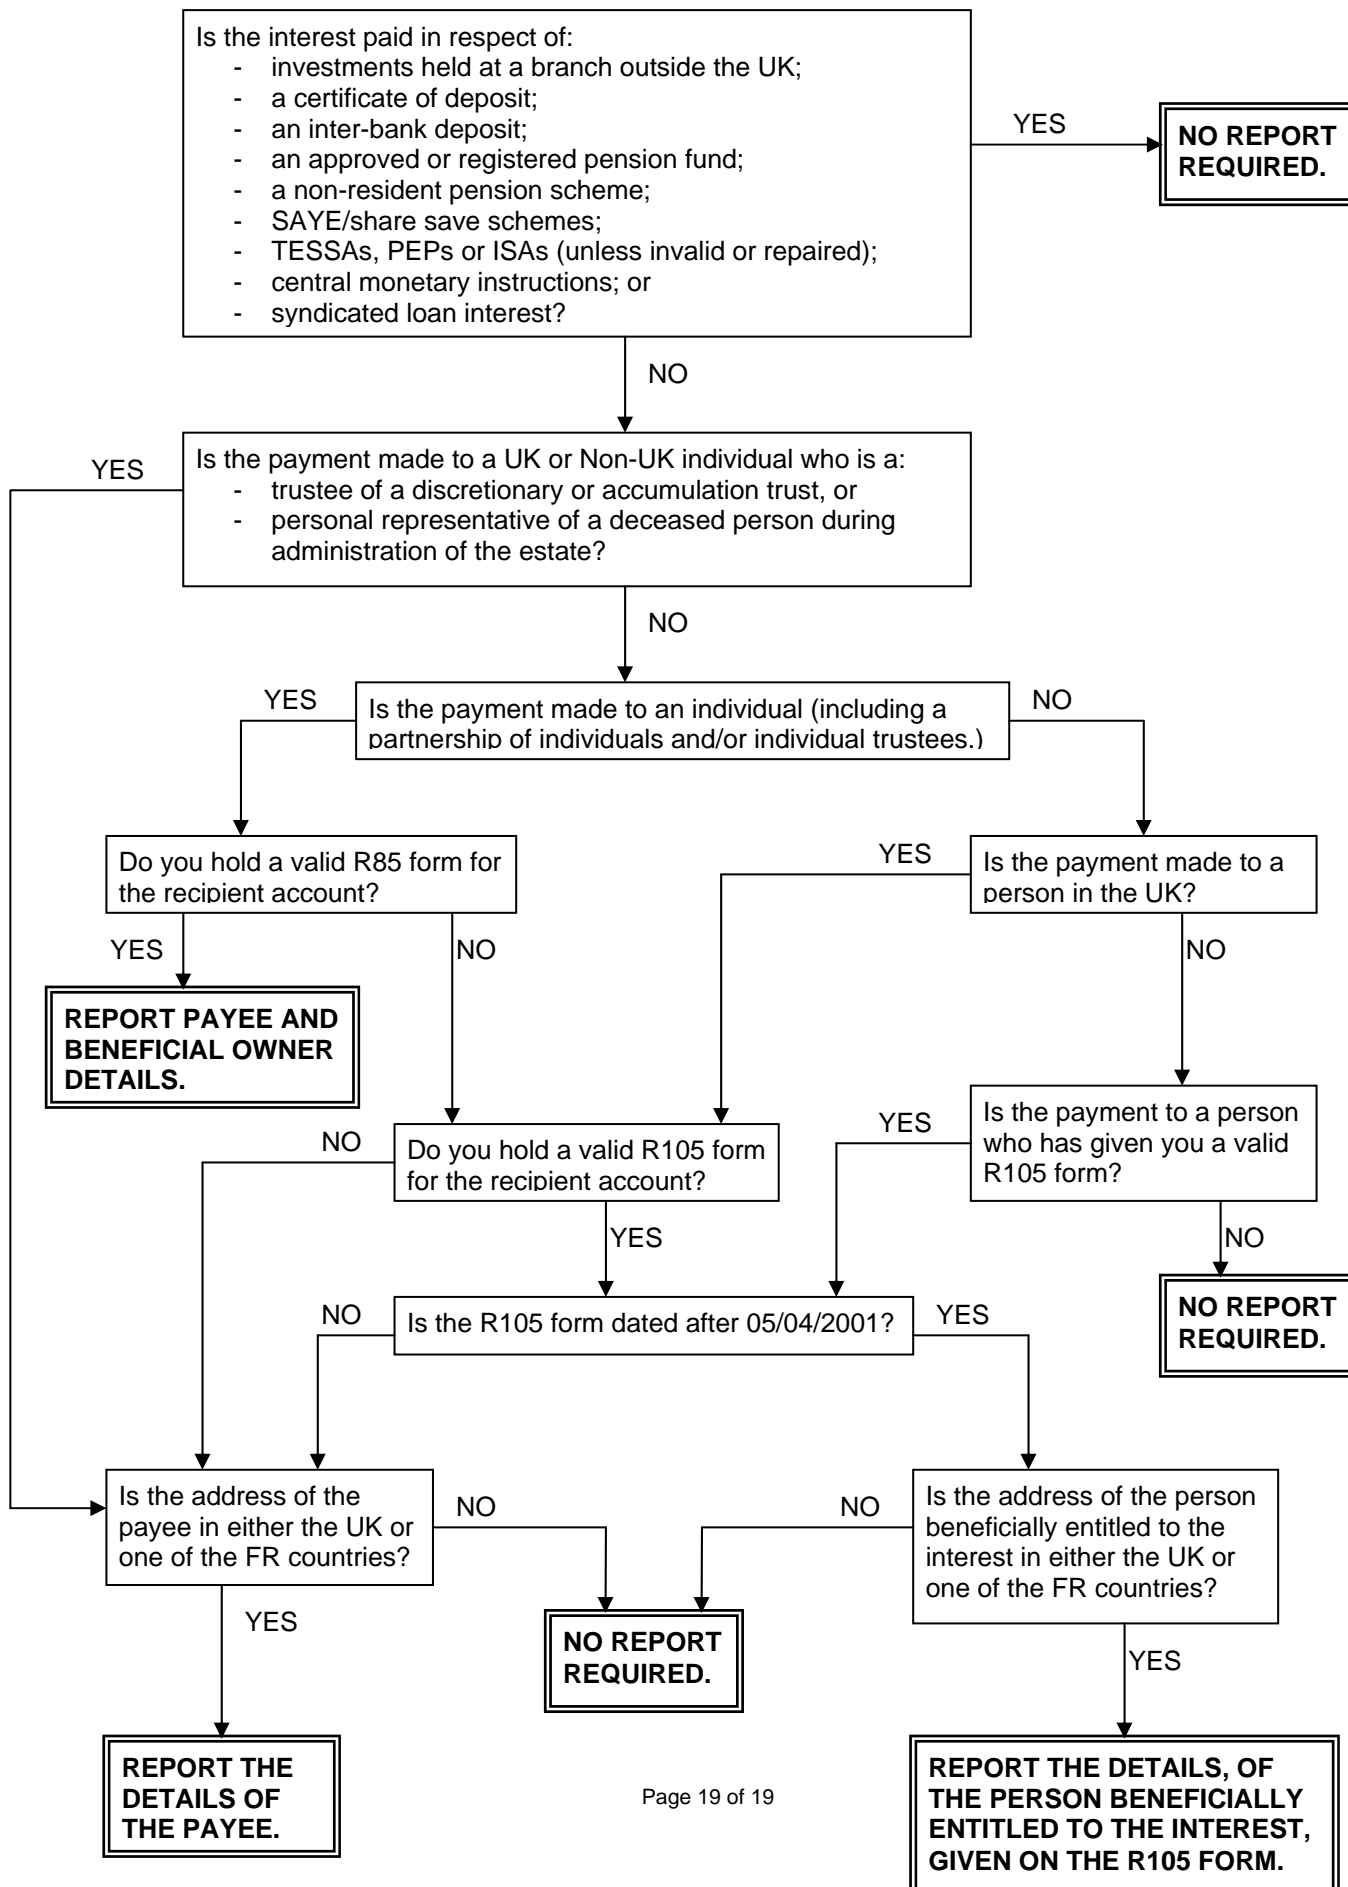 Is the interest paid in respect of:
- investments held at a branch outside the UK;
- a certificate of deposit;
- an inter-bank deposit;
- an approved or registered pension fund;
- a non-resident pension scheme;
- SAYE/share save schemes;
- TESSAs, PEPs or ISAs (unless invalid or repaired);
- central monetary instructions; or
- syndicated loan interest?
YES
NO REPORT
REQUIRED.
NO
YES
Is the payment made to a UK or Non-UK individual who is a:
- trustee of a discretionary or accumulation trust, or
- personal representative of a deceased person during
administration of the estate?
NO
YES
Is the payment made to an individual (including a
partnership of individuals and/or individual trustees.)
NO
Do you hold a valid R85 form for
the recipient account?
YES
Is the payment made to a
person in the UK?
YES
NO
NO
REPORT PAYEE AND
BENEFICIAL OWNER
DETAILS.
NO
Do you hold a valid R105 form
for the recipient account?
YES
Is the payment to a person
who has given you a valid
R105 form?
YES
NO
NO
Is the R105 form dated after 05/04/2001?
YES
NO REPORT
REQUIRED.
Is the address of the
payee in either the UK or
one of the FR countries?
NO
NO
Is the address of the person
beneficially entitled to the
interest in either the UK or
one of the FR countries?
YES
NO REPORT
REQUIRED.
YES
REPORT THE
DETAILS OF
THE PAYEE.
Page 19 of 19
REPORT THE DETAILS, OF
THE PERSON BENEFICIALLY
ENTITLED TO THE INTEREST,
GIVEN ON THE R105 FORM.